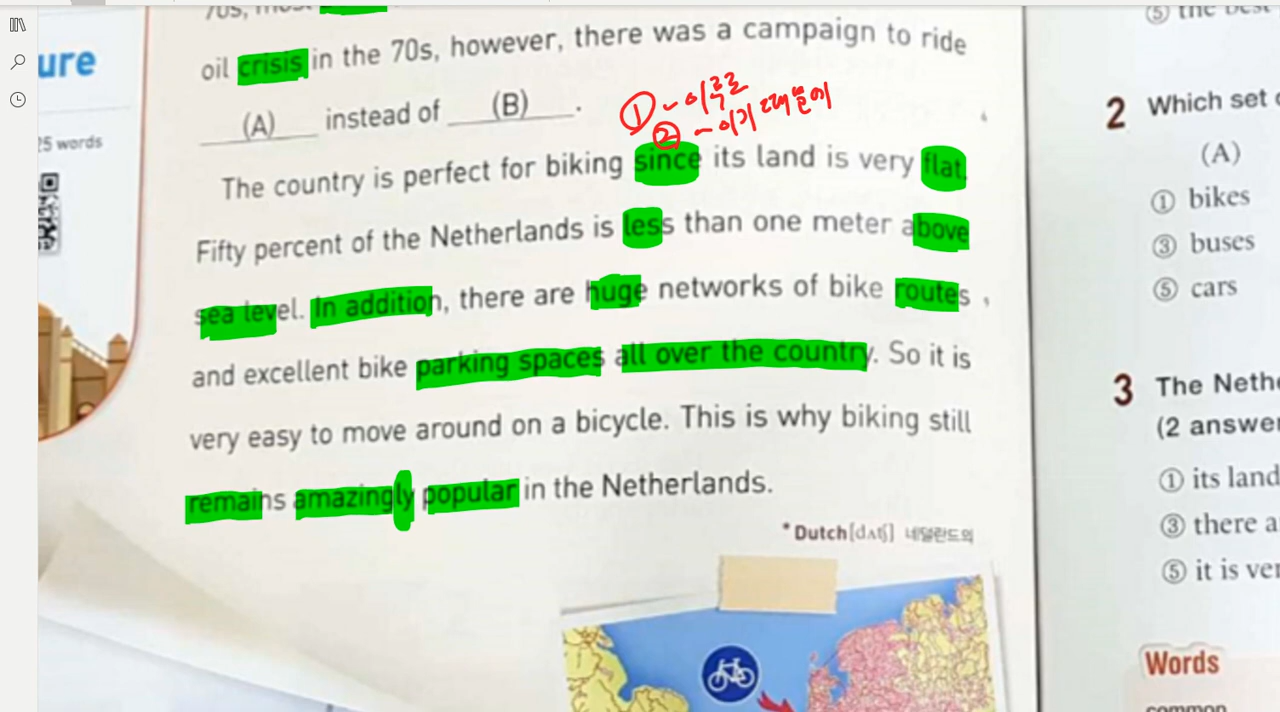 oil crisis in the 70s, however, there was a campaign to ride
(A) instead of (B) .
① ~이후로
② ~이기 때문에
The country is perfect for biking since its land is very flat.
Fifty percent of the Netherlands is less than one meter above
sea level. In addition, there are huge networks of bike routes,
and excellent bike parking spaces all over the country. So it is
very easy to move around on a bicycle. This is why biking still
remains amazingly popular in the Netherlands.
*Dutch[dʌtʃ] 네덜란드의
ure
25 words
⑤ the best
2 Which set
(A)
① bikes
③ buses
⑤ cars
3 The Nethe
(2 answer
① its land
③ there a
⑤ it is ver
Words
common